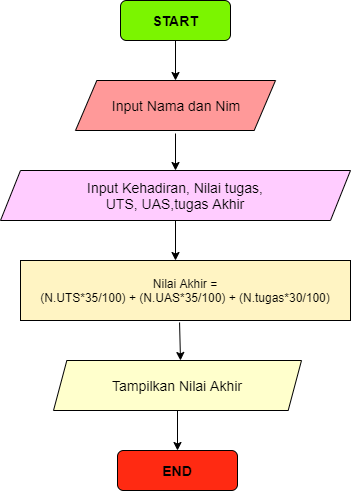 START
Input Nama dan Nim
Input Kehadiran, Nilai tugas,
UTS, UAS,tugas Akhir
Nilai Akhir =
(N.UTS*35/100) + (N.UAS*35/100) + (N.tugas*30/100)
Tampilkan Nilai Akhir
END